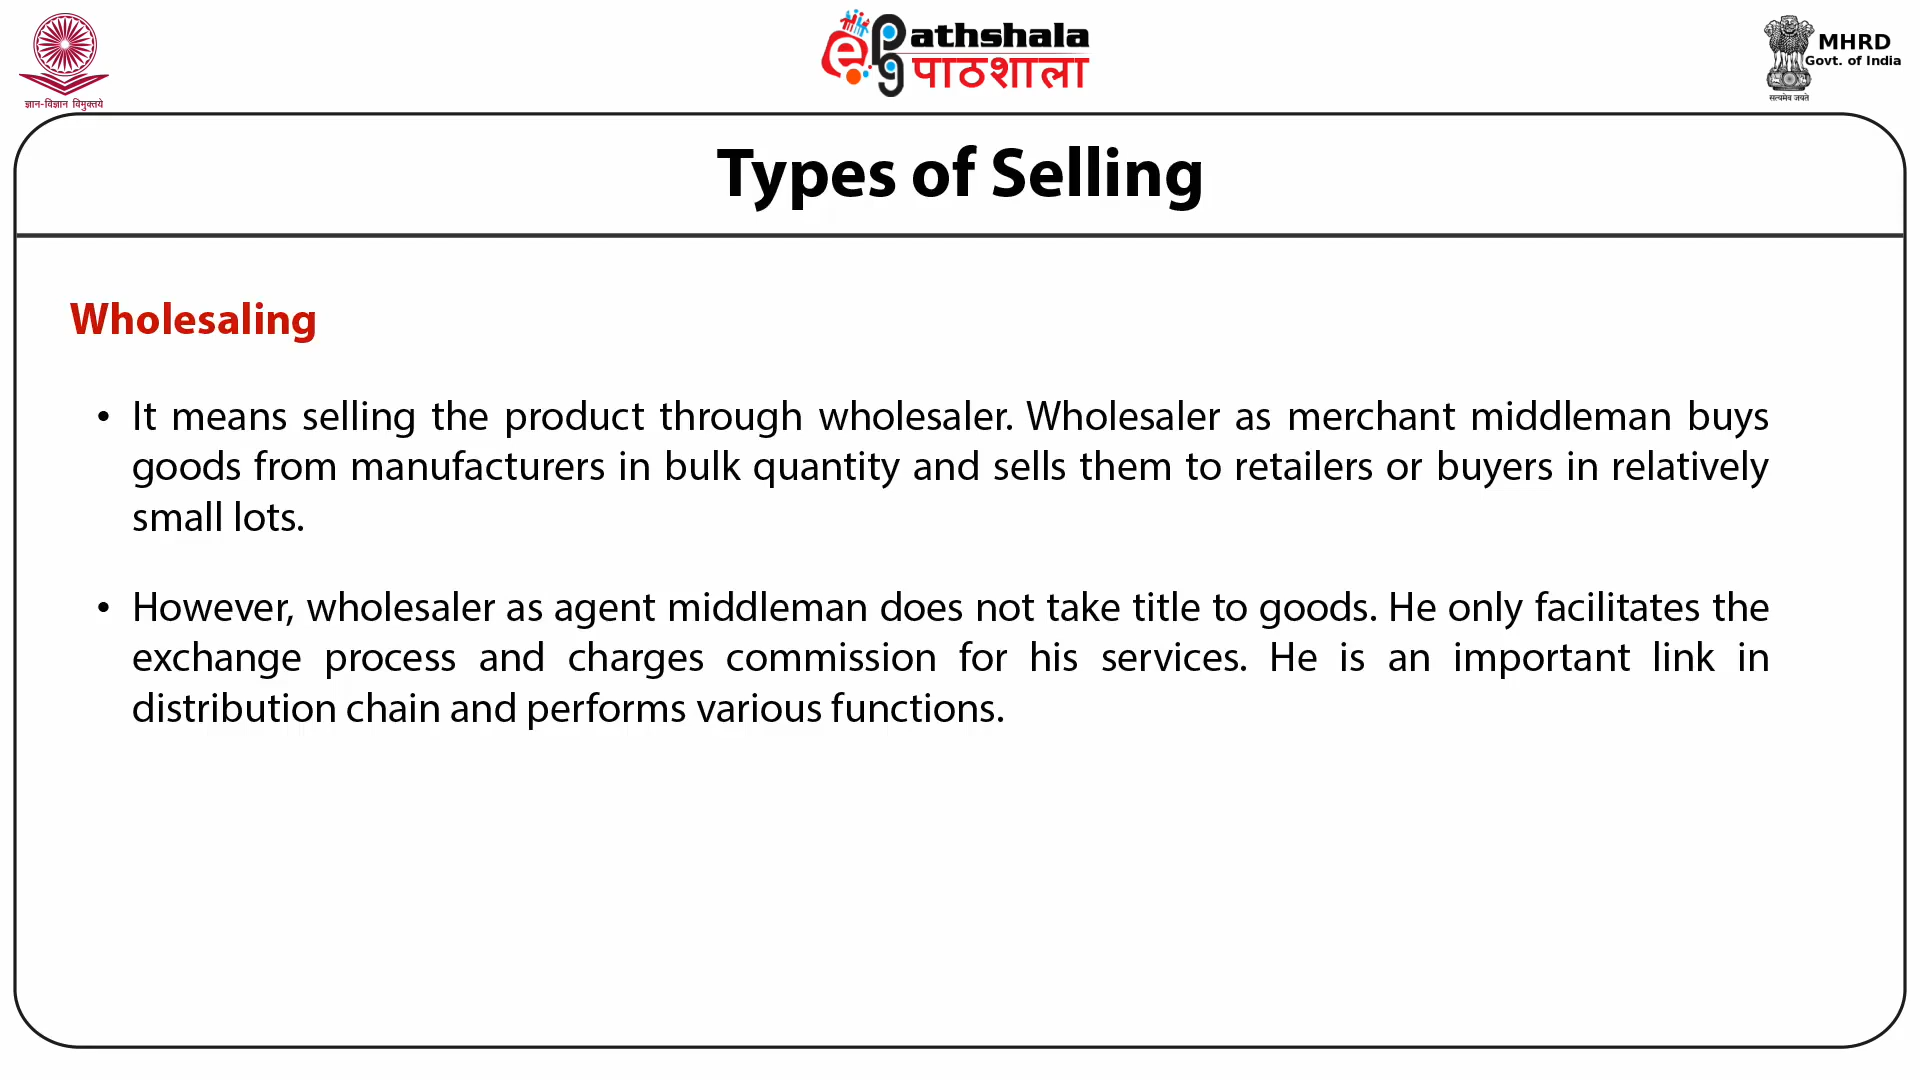 ज्ञान-विज्ञान विमुक्तये
ePathshala
पाठशाला
MHRD
Govt. of India
सत्यमेव जयते
Types of Selling
Wholesaling
• It means selling the product through wholesaler. Wholesaler as merchant middleman buys
goods from manufacturers in bulk quantity and sells them to retailers or buyers in relatively
small lots.
• However, wholesaler as agent middleman does not take title to goods. He only facilitates the
exchange process and charges commission for his services. He is an important link in
distribution chain and performs various functions.